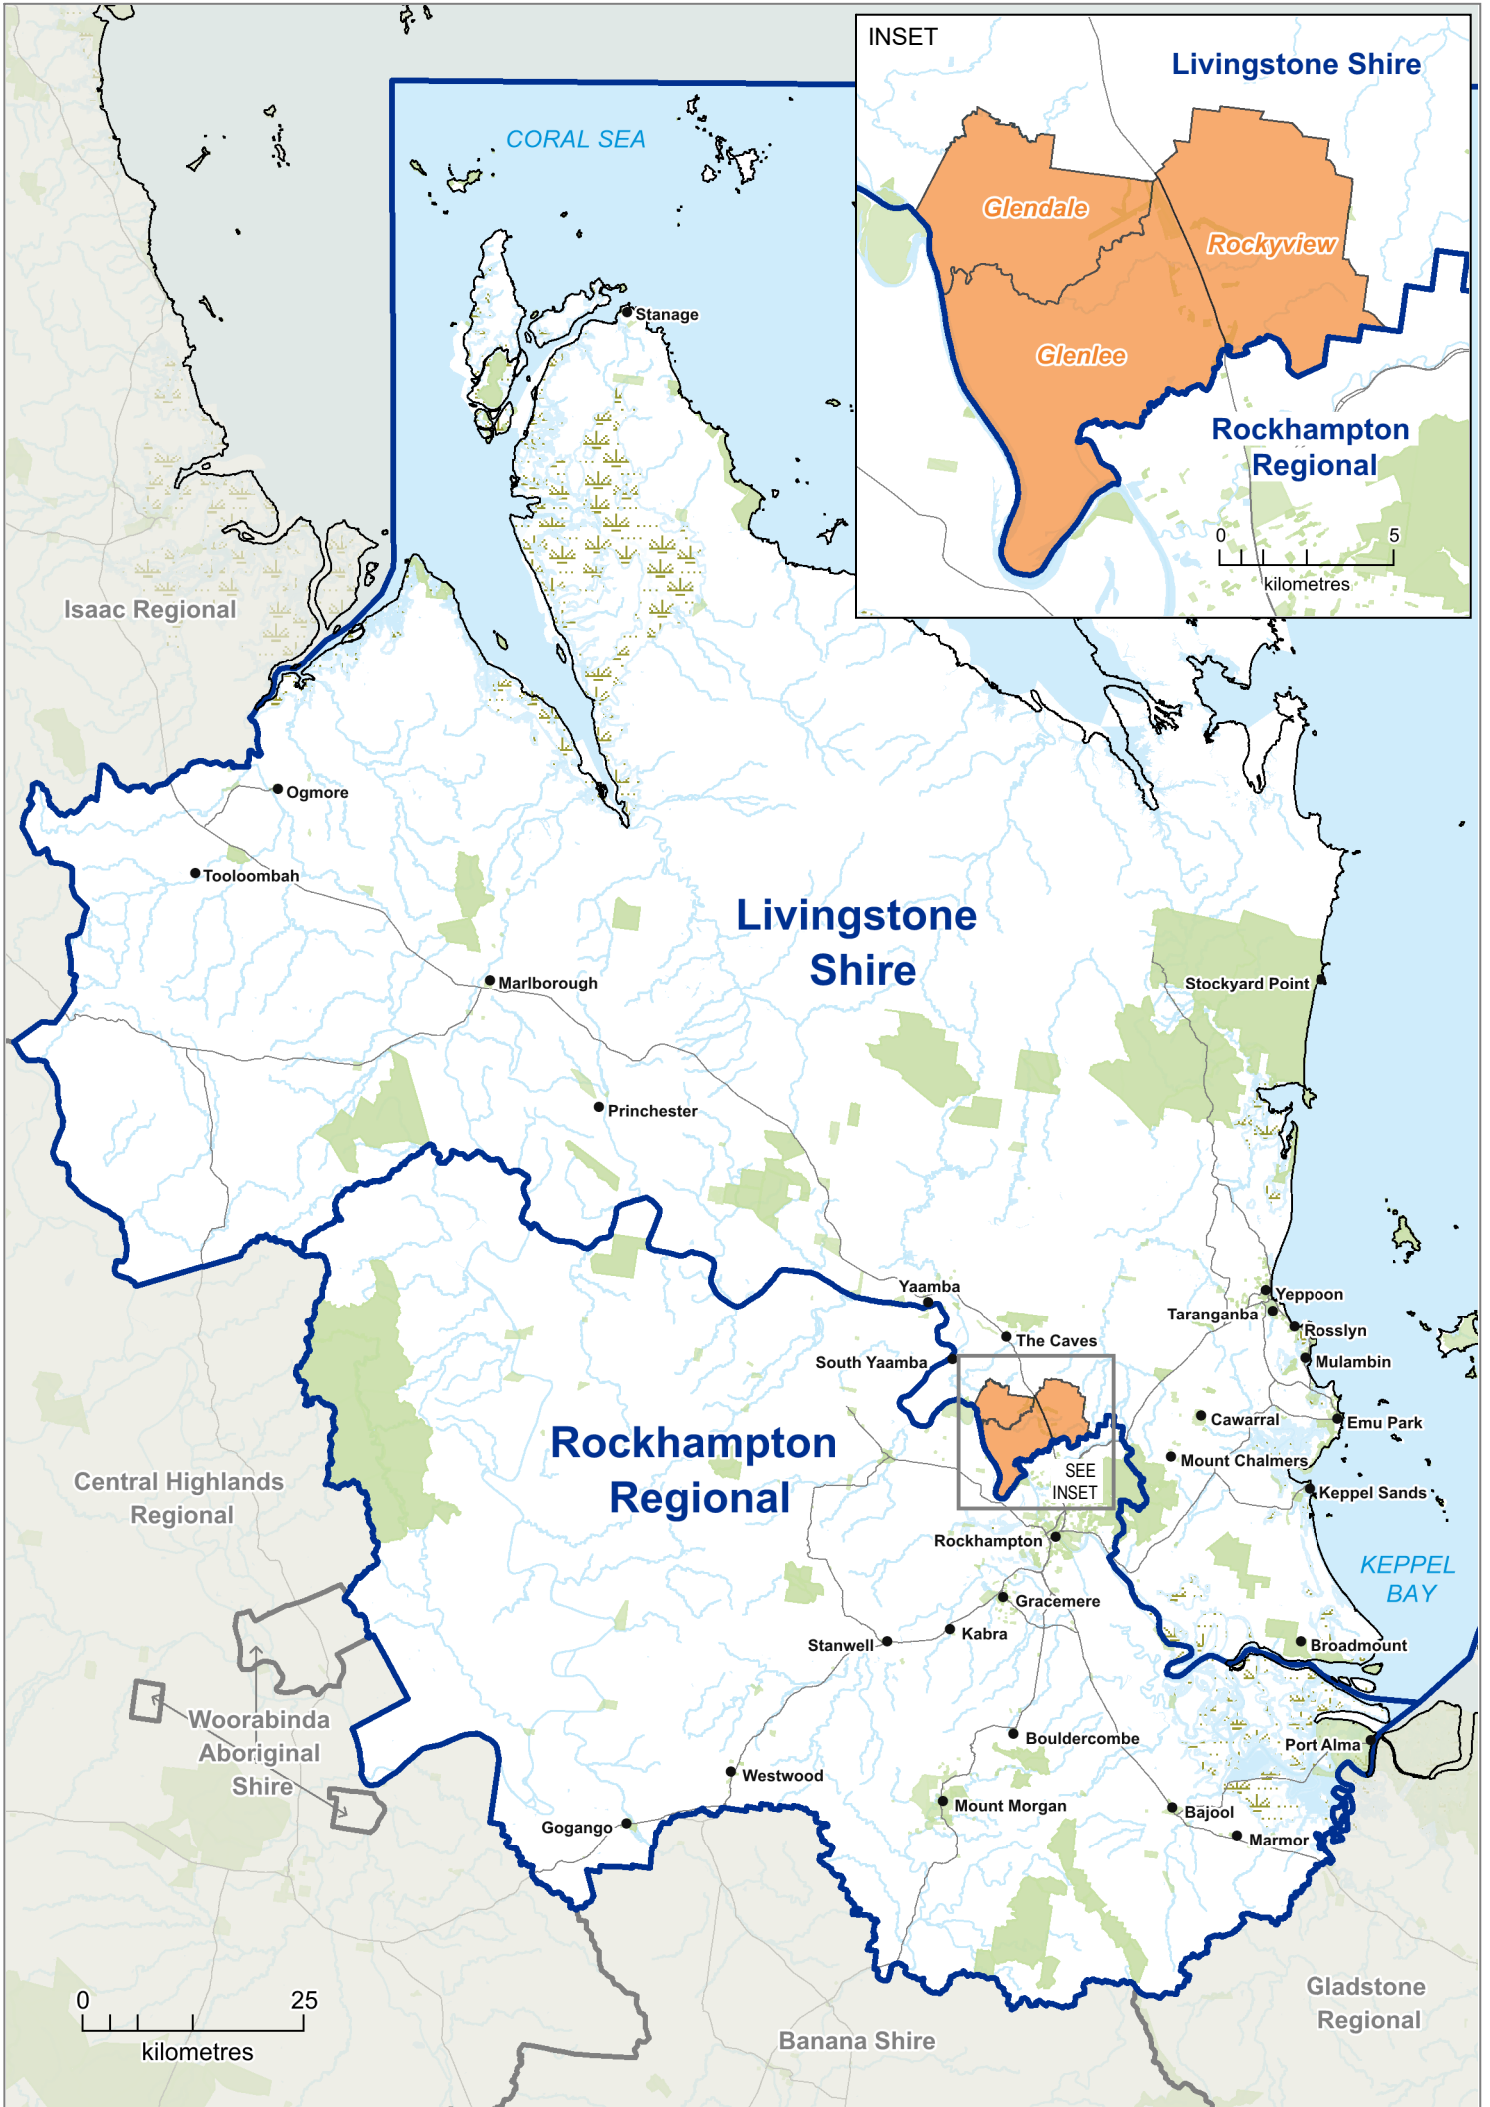 INSET
Livingstone Shire
Glendale
Rockyview
Glenlee
Rockhampton
Regional
0 5
kilometres
CORAL SEA
Stanage
Isaac Regional
Ogmore
Tooloombah
Livingstone
Shire
Marlborough
Stockyard Point
Princhester
Yaamba
Yeppoon
Taranganba
Rosslyn
The Caves
South Yaamba
Mulambin
Cawarral
Emu Park
Rockhampton
Regional
Mount Chalmers
SEE
INSET
Keppel Sands
Central Highlands
Regional
Rockhampton
KEPPEL
BAY
Gracemere
Kabra
Stanwell
Broadmount
Woorabinda
Aboriginal
Shire
Bouldercombe
Port Alma
Westwood
Mount Morgan
Bajool
Gogango
Marmor
Gladstone
Regional
0 25
kilometres
Banana Shire